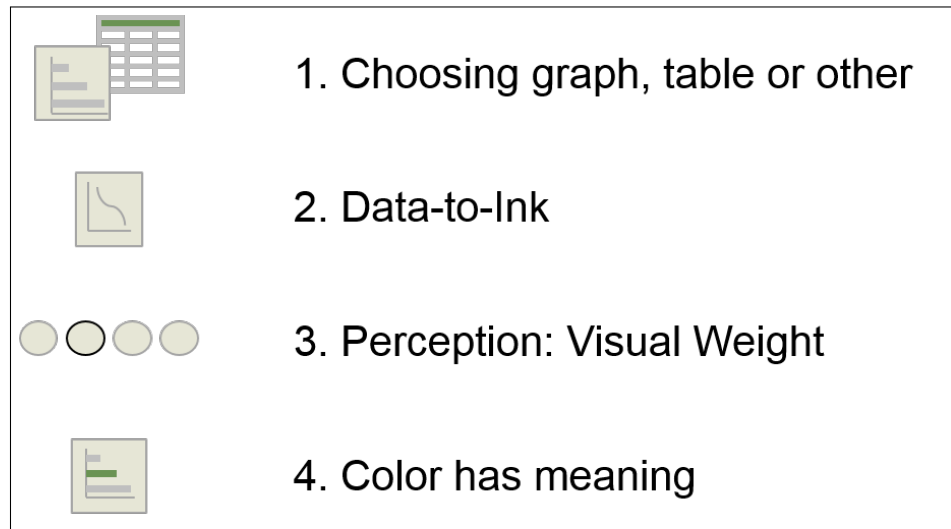 1. Choosing graph, table or other
2. Data-to-Ink
3. Perception: Visual Weight
4. Color has meaning